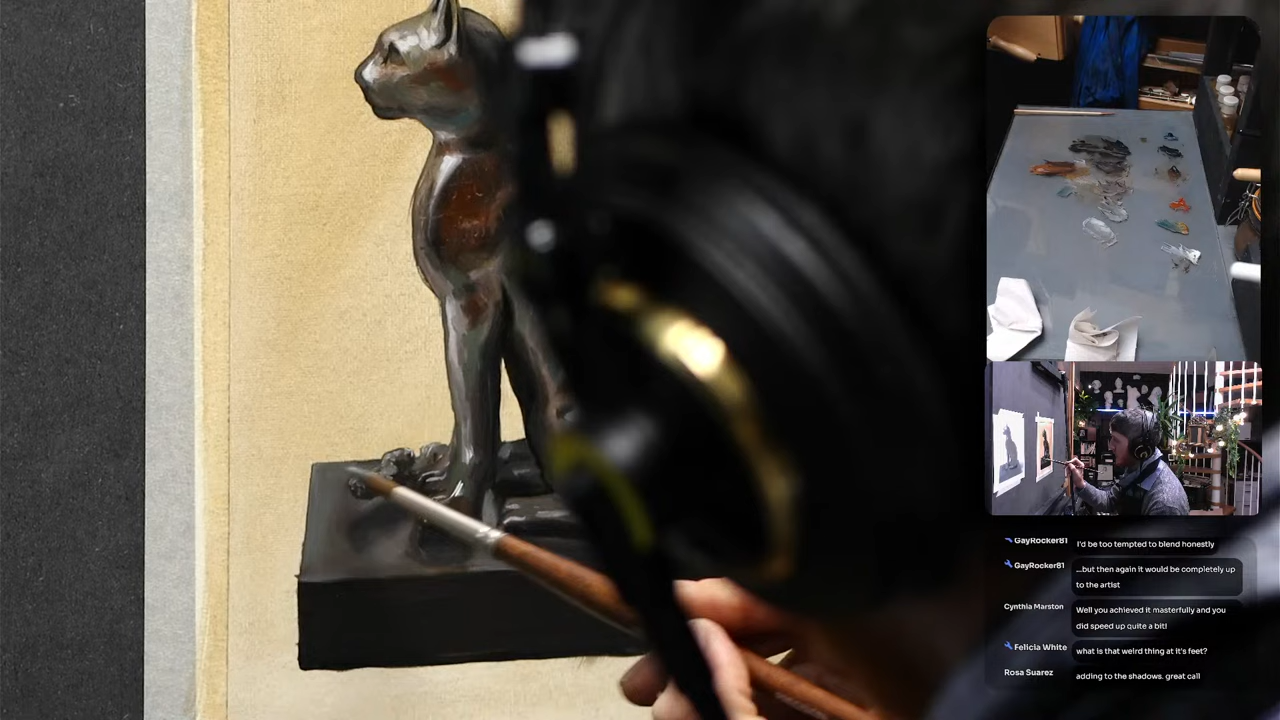 GayRocker81 I'd be too tempted to blend honestly
GayRocker81 ...but then again it would be completely up
to the artist
Cynthia Marston Well you achieved it masterfully and you
did speed up quite a bit!
Felicia White what is that weird thing at it's feet?
Rosa Suarez adding to the shadows. great call